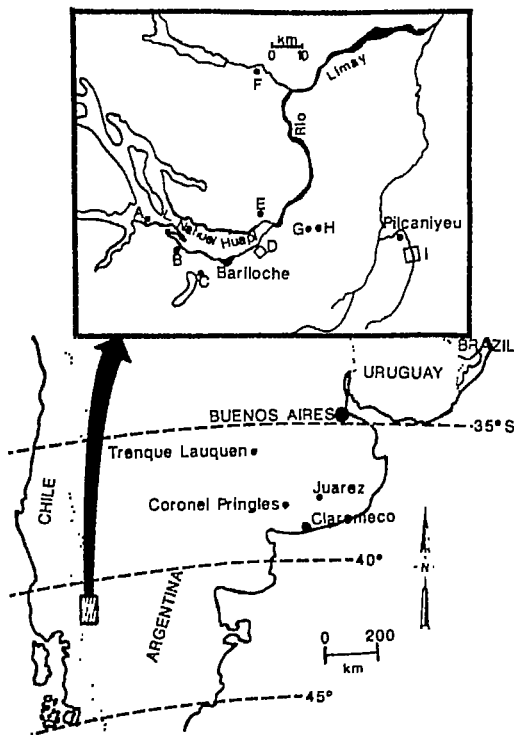 km
0 10
Limay
F
Rio
E
A
L. Nahuel Huapi
G H
Pilcaniyeu
D
B
I
Bariloche
C
BRAZIL
URUGUAY
BUENOS AIRES
35° S
Trenque Lauquen
CHILE
Juarez
Coronel Pringles
Claromeco
40°
N
ARGENTINA
0 200
km
45°